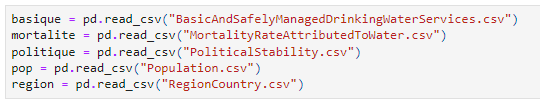 basique = pd.read_csv("BasicAndSafelyManagedDrinkingWaterServices.csv")
mortalite = pd.read_csv("MortalityRateAttributedToWater.csv")
politique = pd.read_csv("PoliticalStability.csv")
pop = pd.read_csv("Population.csv")
region = pd.read_csv("RegionCountry.csv")